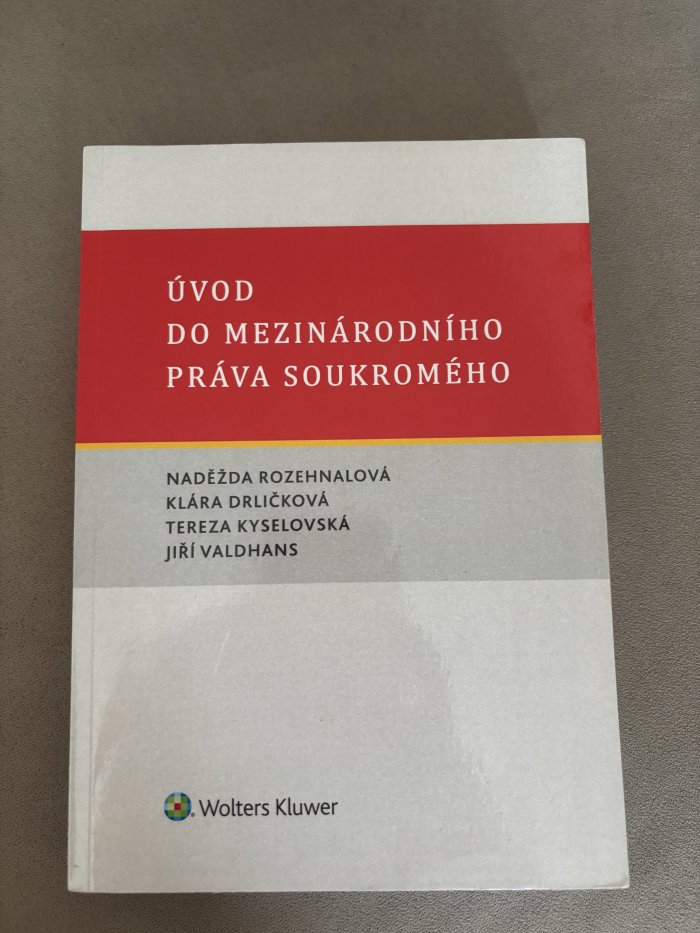 ÚVOD
DO MEZINÁRODNÍHO
PRÁVA SOUKROMÉHO
NADĚŽDA ROZEHNALOVÁ
KLÁRA DRLIČKOVÁ
TEREZA KYSELOVSKÁ
JIŘÍ VALDHANS
Wolters Kluwer